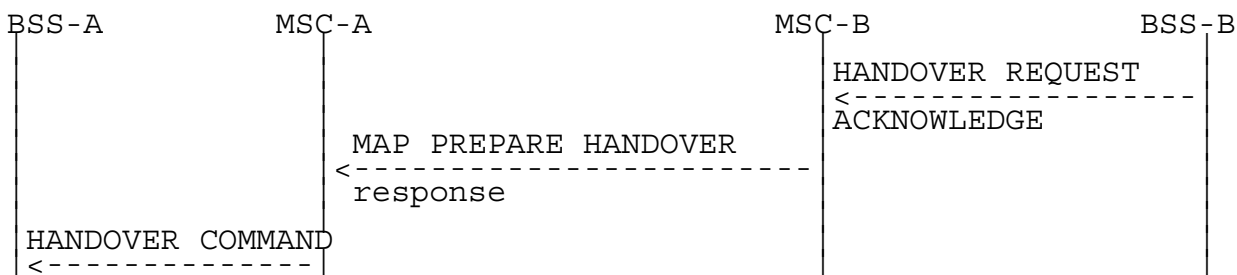 BSS-A MSC-A MSC-B BSS-B
HANDOVER REQUEST
ACKNOWLEDGE
MAP PREPARE HANDOVER
response
HANDOVER COMMAND